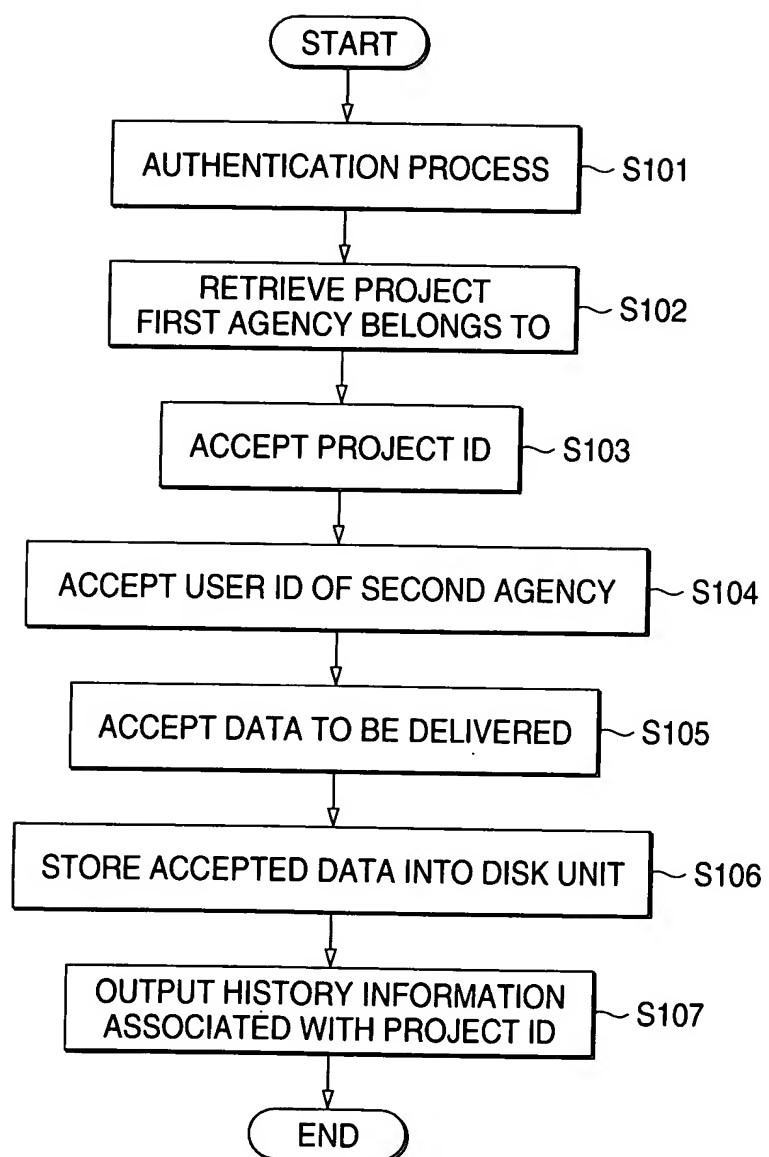 START
AUTHENTICATION PROCESS
S101
RETRIEVE PROJECT
FIRST AGENCY BELONGS TO
S102
ACCEPT PROJECT ID
S103
ACCEPT USER ID OF SECOND AGENCY
S104
ACCEPT DATA TO BE DELIVERED
S105
STORE ACCEPTED DATA INTO DISK UNIT
S106
OUTPUT HISTORY INFORMATION
ASSOCIATED WITH PROJECT ID
S107
END